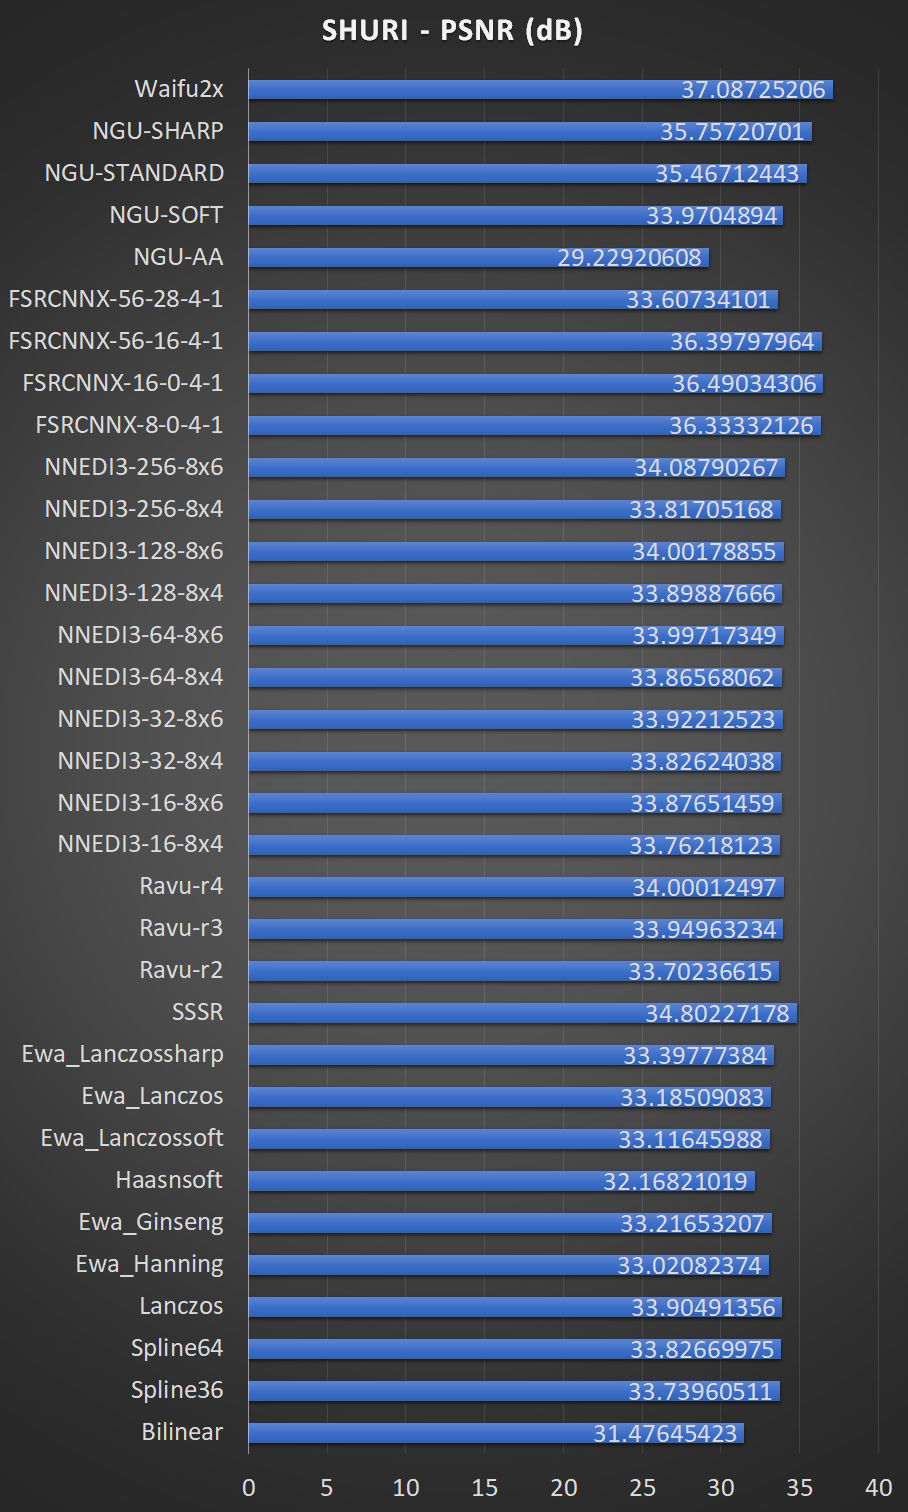 SHURI - PSNR (dB)
Waifu2x 37.08725206
NGU-SHARP 35.75720701
NGU-STANDARD 35.46712443
NGU-SOFT 33.9704894
NGU-AA 29.22920608
FSRCNNX-56-28-4-1 33.60734101
FSRCNNX-56-16-4-1 36.39797964
FSRCNNX-16-0-4-1 36.49034306
FSRCNNX-8-0-4-1 36.33332126
NNEDI3-256-8x6 34.08790267
NNEDI3-256-8x4 33.81705168
NNEDI3-128-8x6 34.00178855
NNEDI3-128-8x4 33.89887666
NNEDI3-64-8x6 33.99717349
NNEDI3-64-8x4 33.86568062
NNEDI3-32-8x6 33.92212523
NNEDI3-32-8x4 33.82624038
NNEDI3-16-8x6 33.87651459
NNEDI3-16-8x4 33.76218123
Ravu-r4 34.00012497
Ravu-r3 33.94963234
Ravu-r2 33.70236615
SSSR 34.80227178
Ewa_Lanczossharp 33.39777384
Ewa_Lanczos 33.18509083
Ewa_Lanczossoft 33.11645988
Haasnsoft 32.16821019
Ewa_Ginseng 33.21653207
Ewa_Hanning 33.02082374
Lanczos 33.90491356
Spline64 33.82669975
Spline36 33.73960511
Bilinear 31.47645423
0 5 10 15 20 25 30 35 40